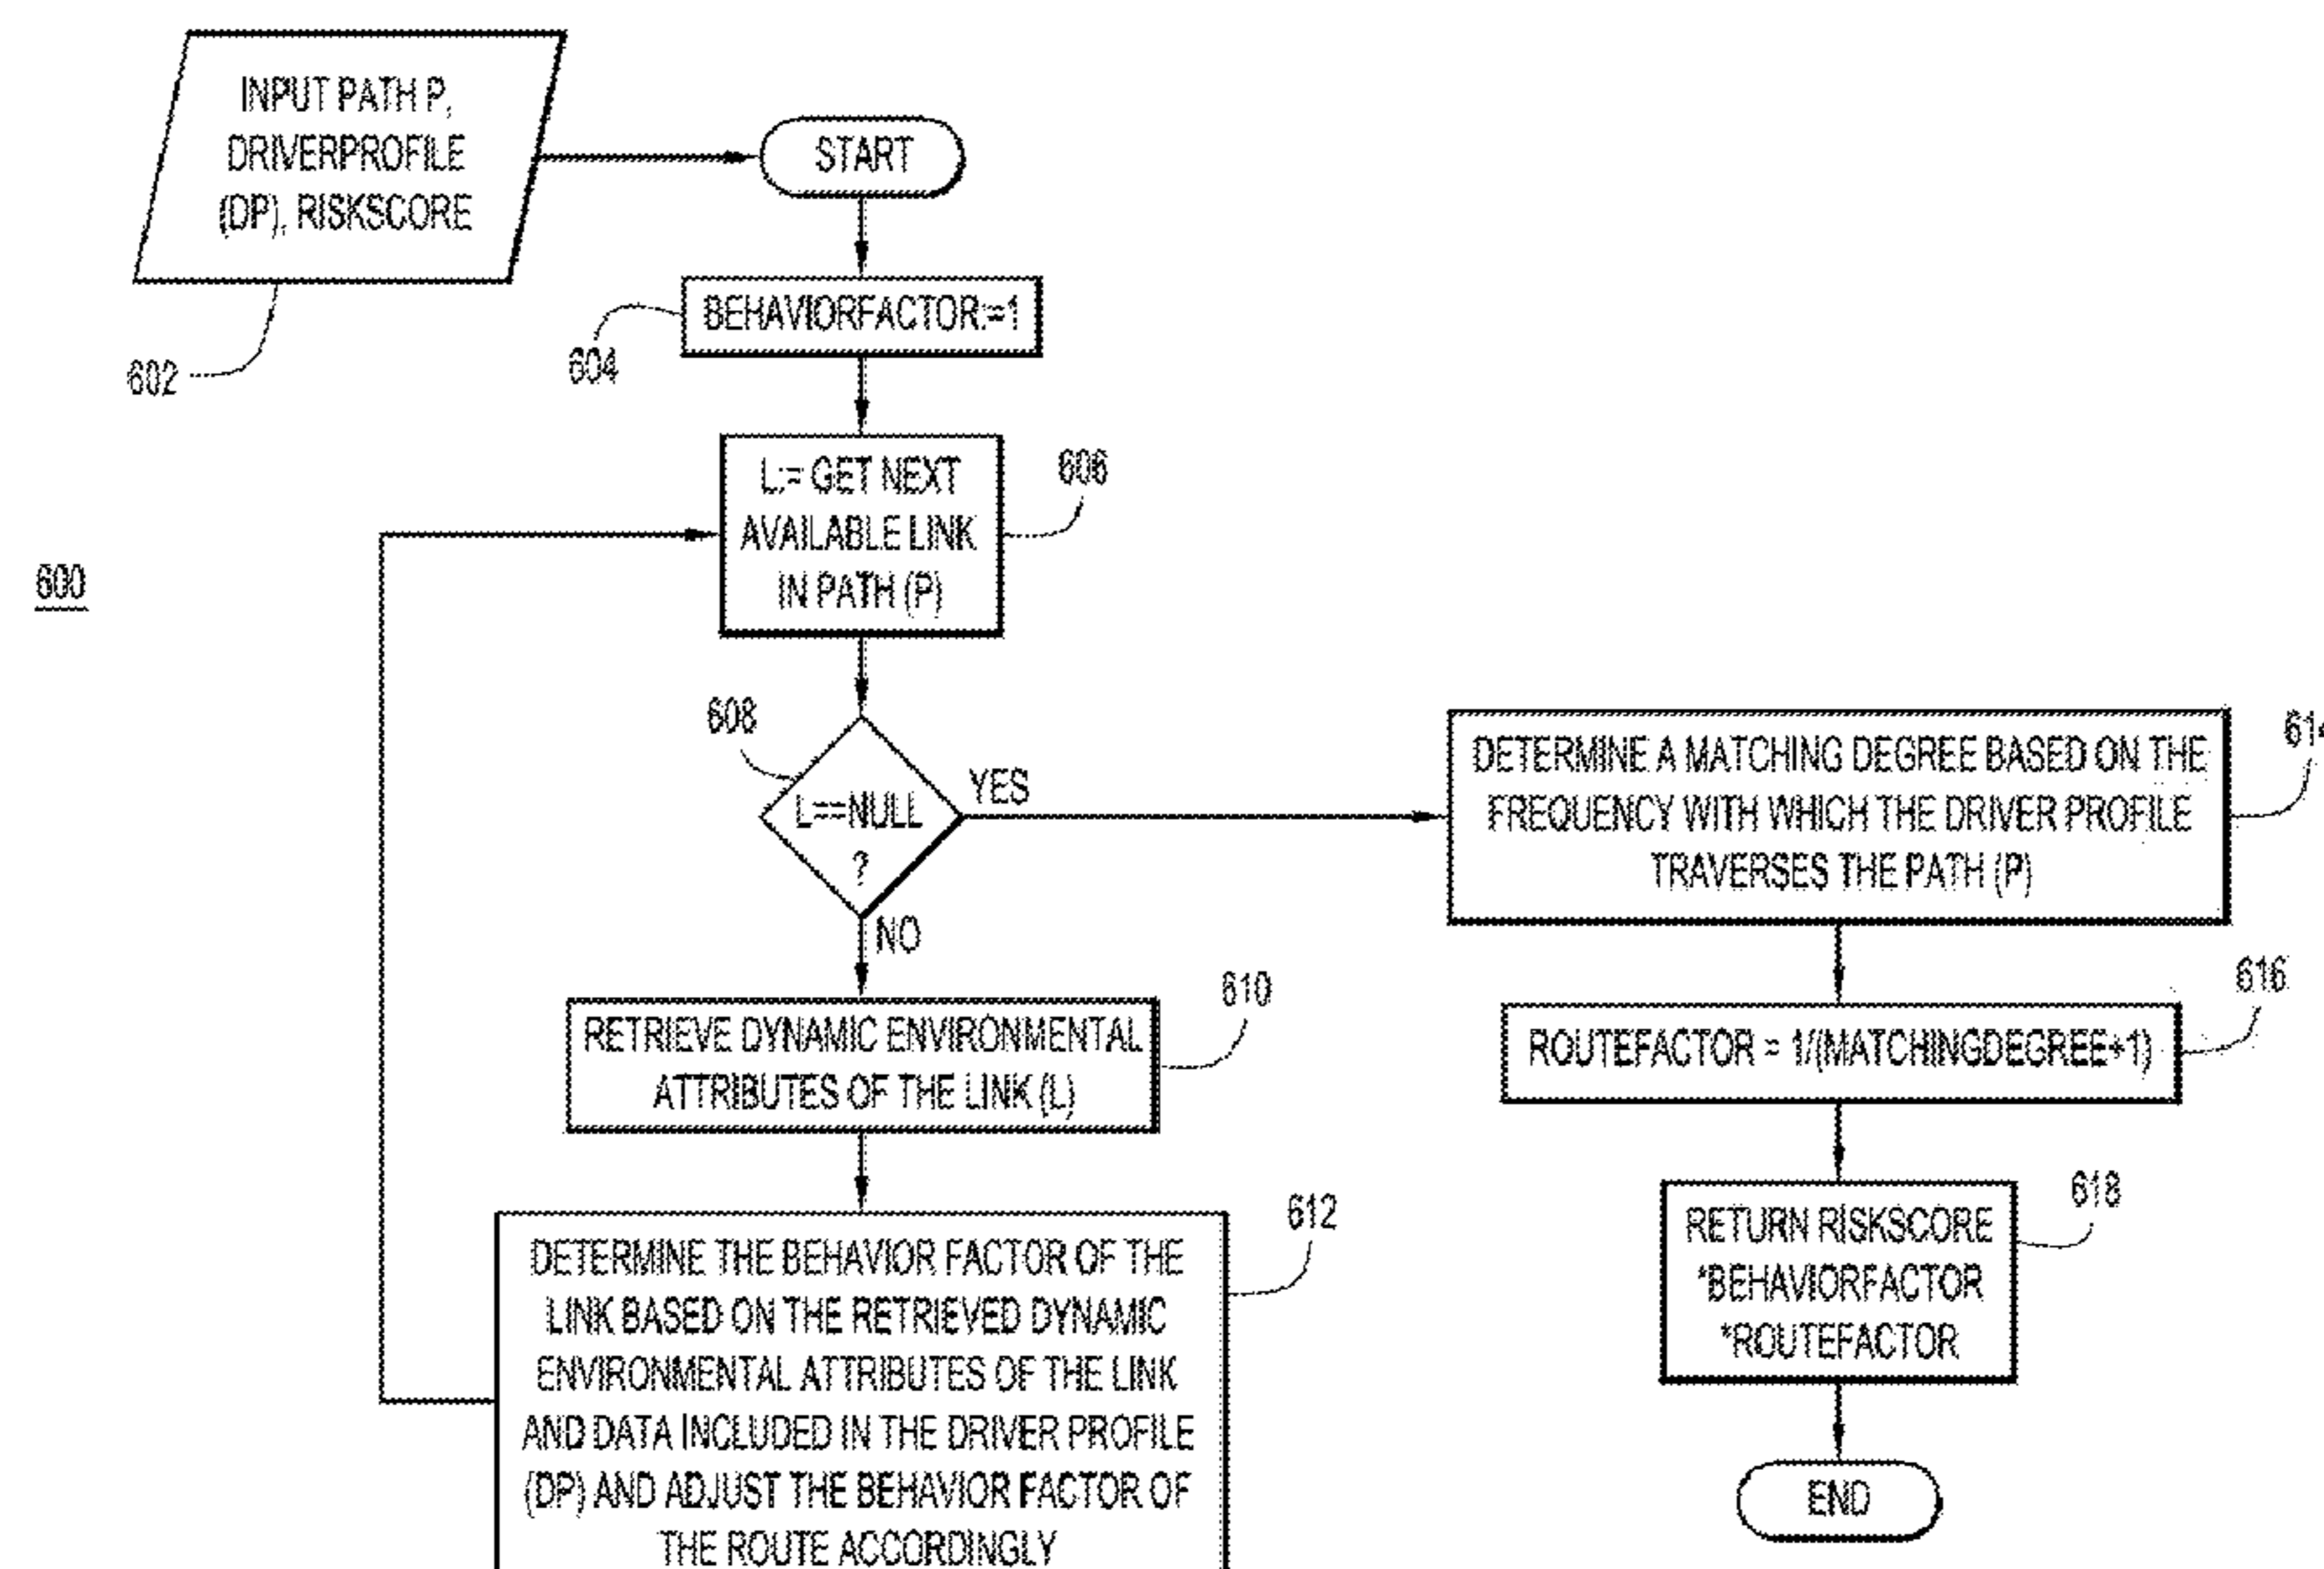 INPUT PATH P,
DRIVERPROFILE
(DP), RISKSCORE
602
START
BEHAVIORFACTOR:=1
604
L:= GET NEXT
AVAILABLE LINK
IN PATH (P)
606
600
608
L==NULL
?
YES
NO
RETRIEVE DYNAMIC ENVIRONMENTAL
ATTRIBUTES OF THE LINK (L)
610
DETERMINE THE BEHAVIOR FACTOR OF THE
LINK BASED ON THE RETRIEVED DYNAMIC
ENVIRONMENTAL ATTRIBUTES OF THE LINK
AND DATA INCLUDED IN THE DRIVER PROFILE
(DP) AND ADJUST THE BEHAVIOR FACTOR OF
THE ROUTE ACCORDINGLY
612
DETERMINE A MATCHING DEGREE BASED ON THE
FREQUENCY WITH WHICH THE DRIVER PROFILE
TRAVERSES THE PATH (P)
614
ROUTEFACTOR = 1/(MATCHINGDEGREE+1)
616
RETURN RISKSCORE
*BEHAVIORFACTOR
*ROUTEFACTOR
618
END